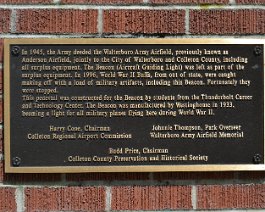 In 1945, the Army deeded the Walterboro Army Airfield, previously known as
Anderson Airfield, jointly to the City of Walterboro and Colleton County, including
all surplus equipment. The Beacon (Aircraft Guiding Light) was left as part of the
surplus equipment. In 1996, World War II Buffs, from out of state, were caught
making off with a load of military artifacts, including this Beacon. Fortunately they
were stopped.
This pedestal was constructed for the Beacon by students from the Thunderbolt Career
and Technology Center. The Beacon was manufactured by Westinghouse in 1933,
becoming a light for all military planes flying here during World War II.
Harry Cone, Chairman
Colleton Regional Airport Commission
Johnnie Thompson, Park Overseer
Walterboro Army Airfield Memorial
Budd Price, Chairman
Colleton County Preservation and Historical Society